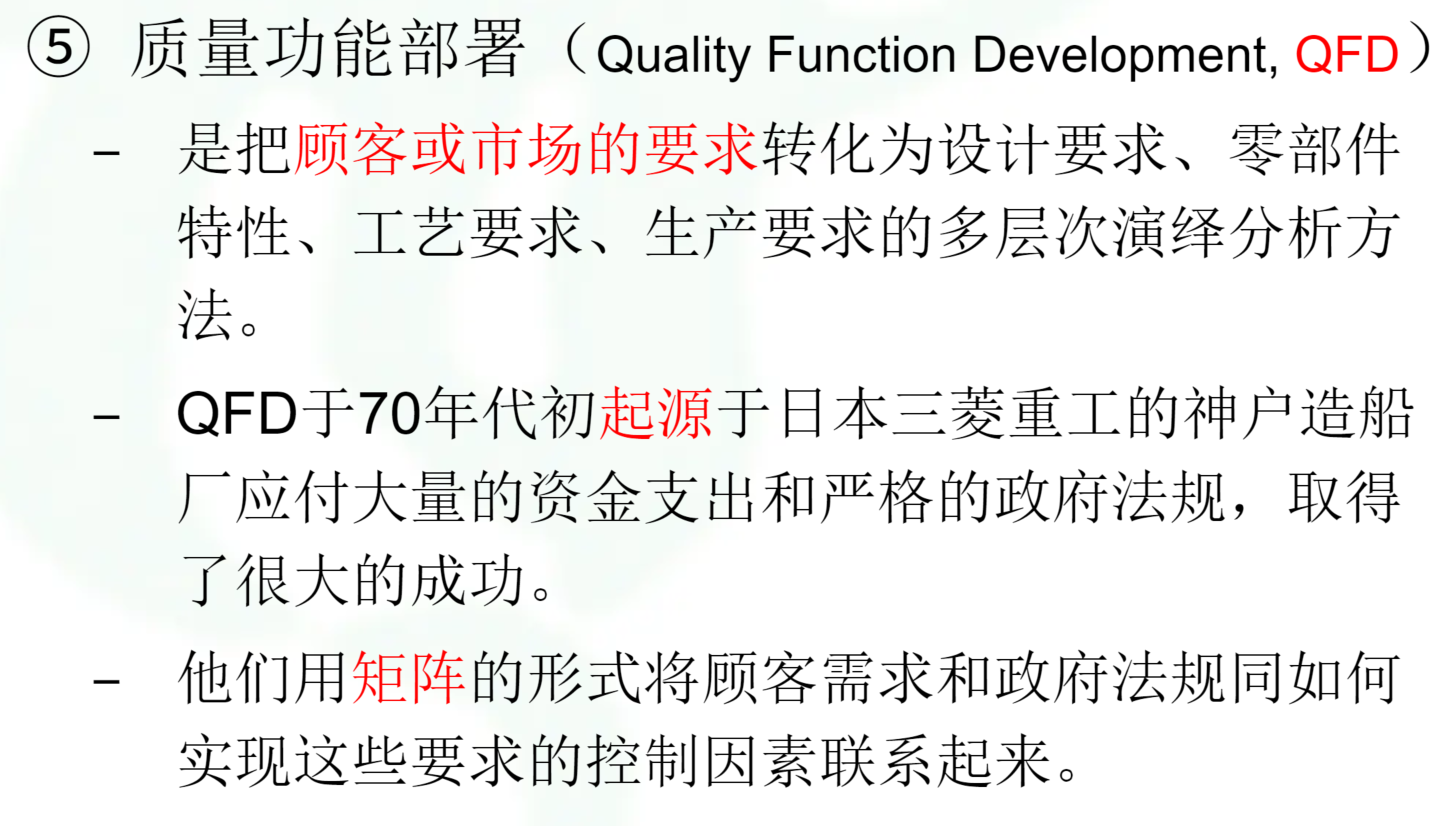 ⑤ 质量功能部署（Quality Function Development, QFD）
– 是把顾客或市场的要求转化为设计要求、零部件
特性、工艺要求、生产要求的多层次演绎分析方
法。
– QFD于70年代初起源于日本三菱重工的神户造船
厂应付大量的资金支出和严格的政府法规，取得
了很大的成功。
– 他们用矩阵的形式将顾客需求和政府法规同如何
实现这些要求的控制因素联系起来。